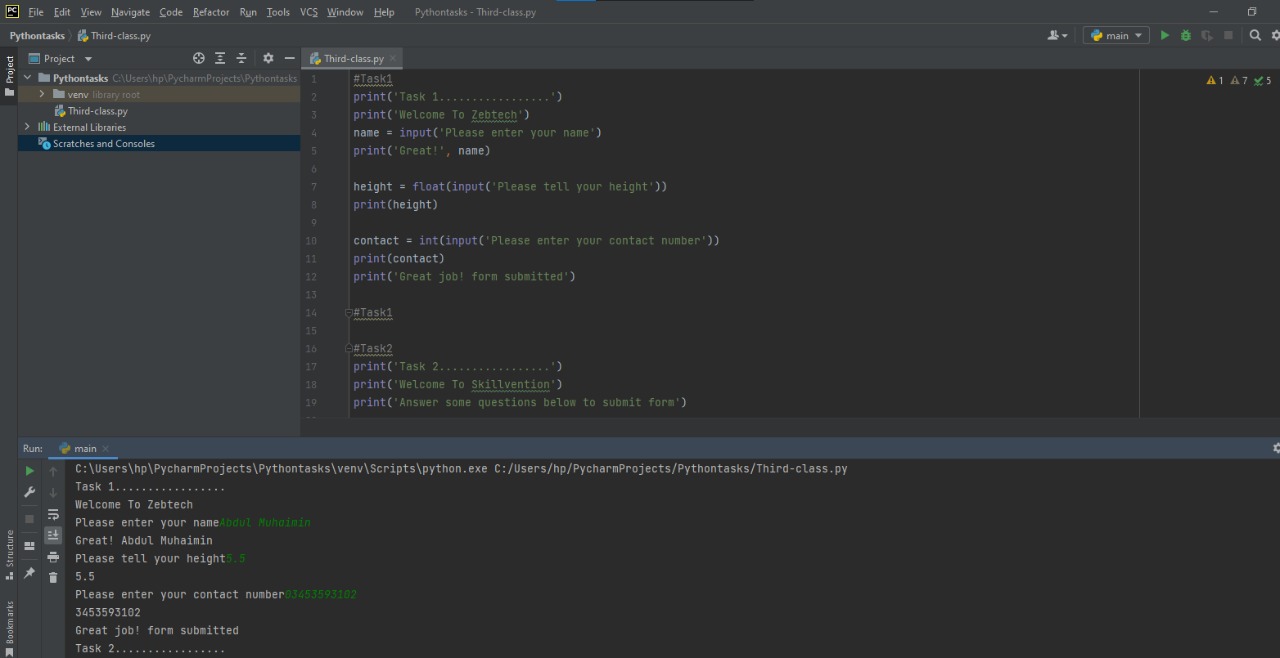 PC File Edit View Navigate Code Refactor Run Tools VCS Window Help Pythontasks - Third-class.py
Pythontasks Third-class.py main
Project
Project
Third-class.py
Pythontasks C:\Users\hp\PycharmProjects\Pythontasks
venv library root
Third-class.py
External Libraries
Scratches and Consoles
1 7 5
1 #Task1
2 print('Task 1.................')
3 print('Welcome To Zebtech')
4 name = input('Please enter your name')
5 print('Great!', name)
6
7 height = float(input('Please tell your height'))
8 print(height)
9
10 contact = int(input('Please enter your contact number'))
11 print(contact)
12 print('Great job! form submitted')
13
14 #Task1
15
16 #Task2
17 print('Task 2.................')
18 print('Welcome To Skillvention')
19 print('Answer some questions below to submit form')
Run: main
C:\Users\hp\PycharmProjects\Pythontasks\venv\Scripts\python.exe C:/Users/hp/PycharmProjects/Pythontasks/Third-class.py
Task 1.................
Welcome To Zebtech
Please enter your nameAbdul Muhaimin
Great! Abdul Muhaimin
Please tell your height5.5
5.5
Please enter your contact number03453593102
3453593102
Great job! form submitted
Task 2.................
Structure
Bookmarks